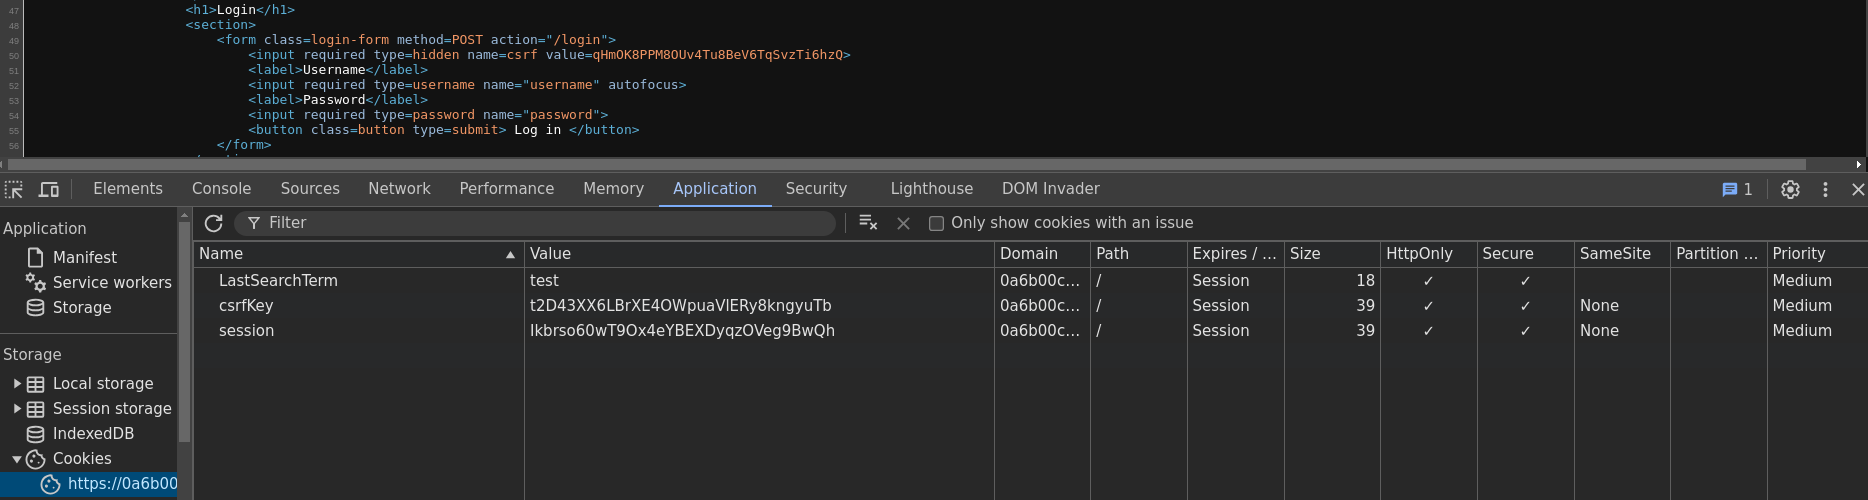 47 <h1>Login</h1>
48 <section>
49 <form class=login-form method=POST action="/login">
50 <input required type=hidden name=csrf value=qHmOK8PPM8OUv4Tu8BeV6TqSvzTi6hzQ>
51 <label>Username</label>
52 <input required type=username name="username" autofocus>
53 <label>Password</label>
54 <input required type=password name="password">
55 <button class=button type=submit> Log in </button>
56 </form>
Elements Console Sources Network Performance Memory Application Security Lighthouse DOM Invader 1
Application
Manifest
Service workers
Storage
Storage
Local storage
Session storage
IndexedDB
Cookies
https://0a6b00
Filter Only show cookies with an issue
Name Value Domain Path Expires / ... Size HttpOnly Secure SameSite Partition ... Priority
LastSearchTerm test 0a6b00c... / Session 18 ✓ ✓ Medium
csrfKey t2D43XX6LBrXE4OWpuaVlERy8kngyuTb 0a6b00c... / Session 39 ✓ ✓ None Medium
session Ikbrso60wT9Ox4eYBEXDyqzOVeg9BwQh 0a6b00c... / Session 39 ✓ ✓ None Medium